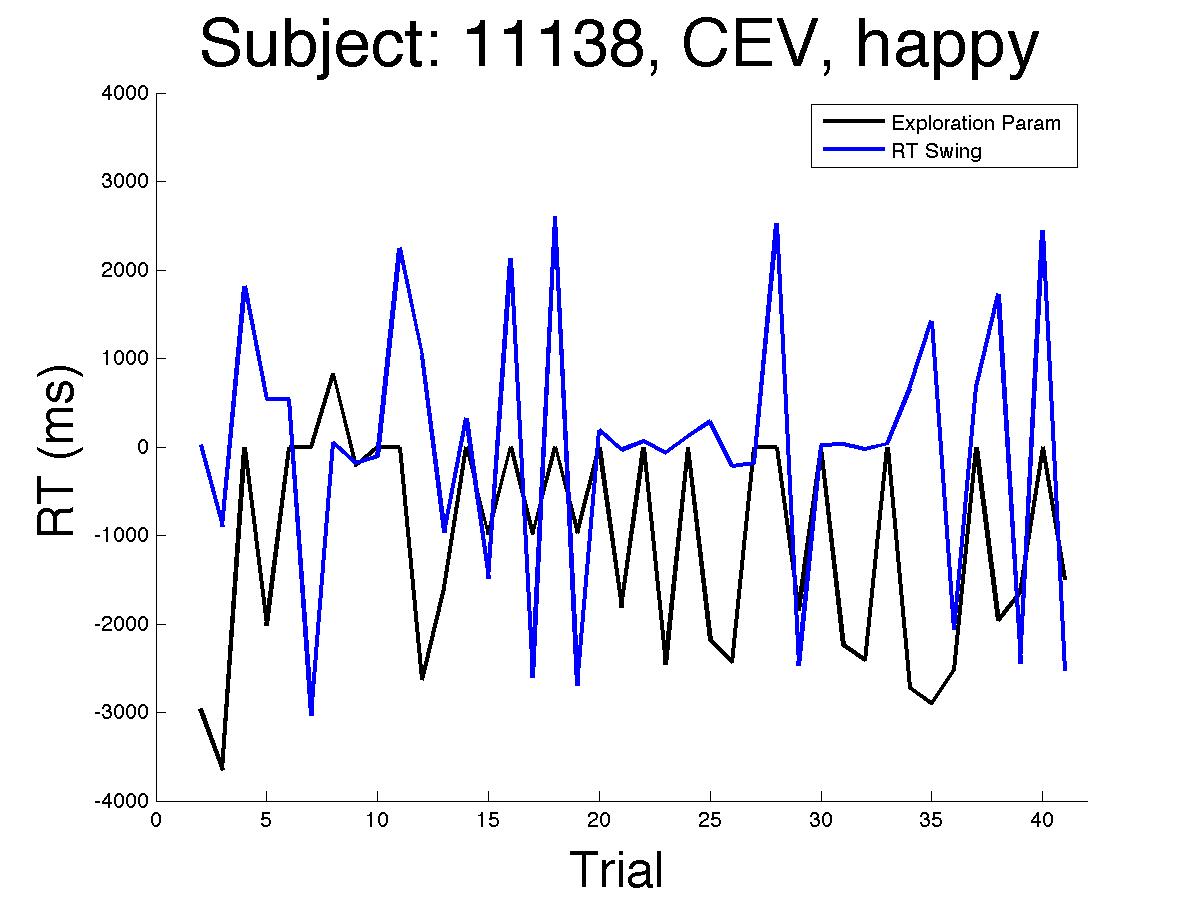 Subject: 11138, CEV, happy
Exploration Param
RT Swing
4000
3000
2000
1000
0
-1000
-2000
-3000
-4000
RT (ms)
0 5 10 15 20 25 30 35 40
Trial